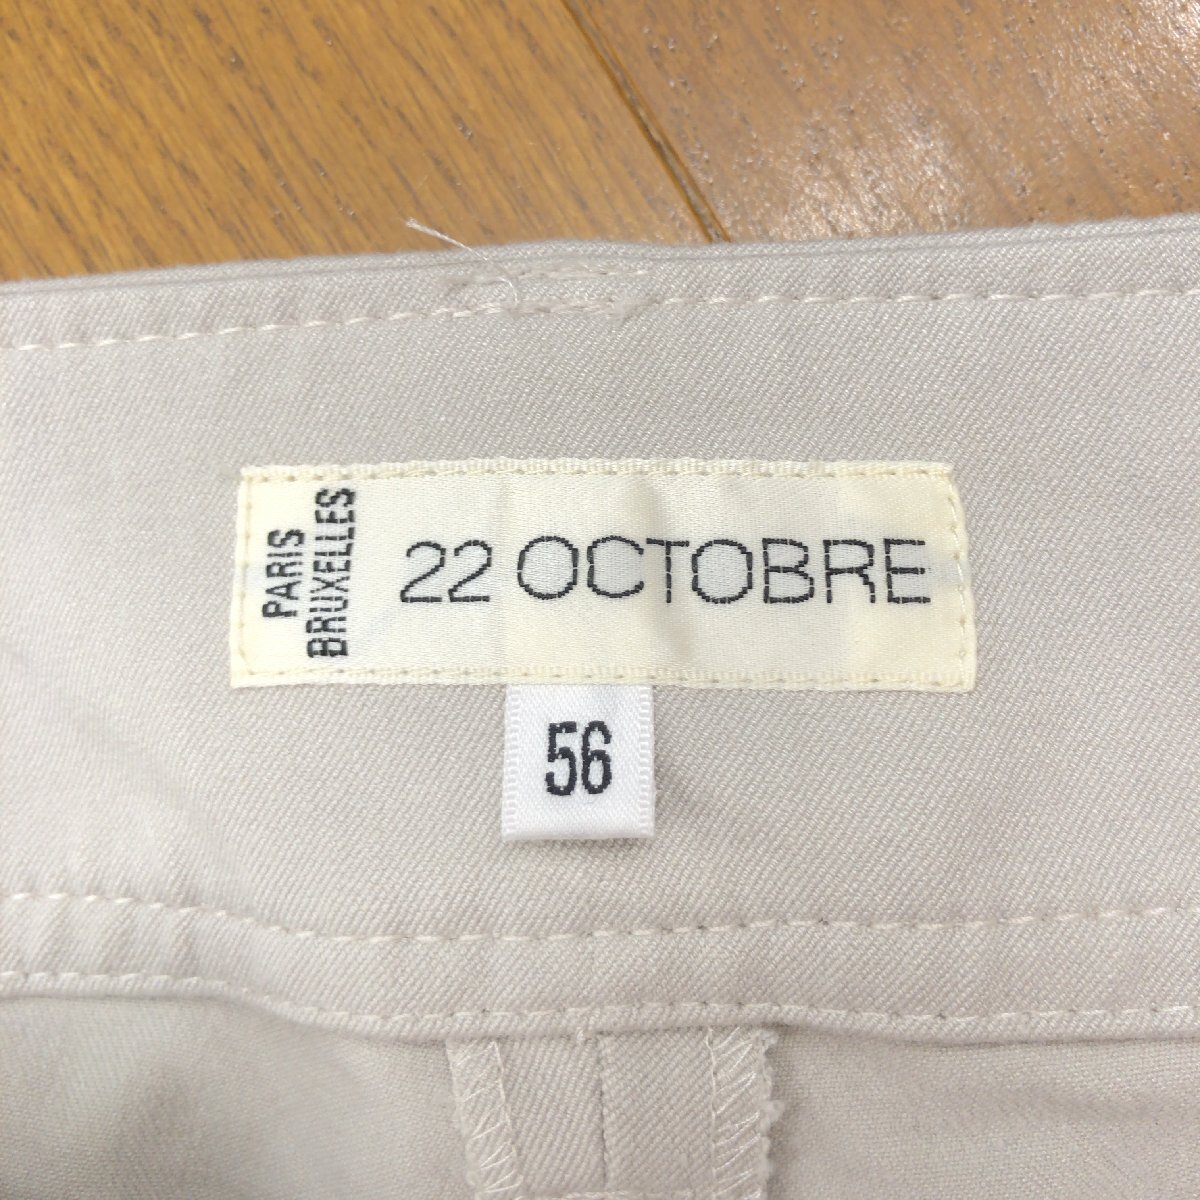 PARIS
BRUXELLES
22 OCTOBRE
56